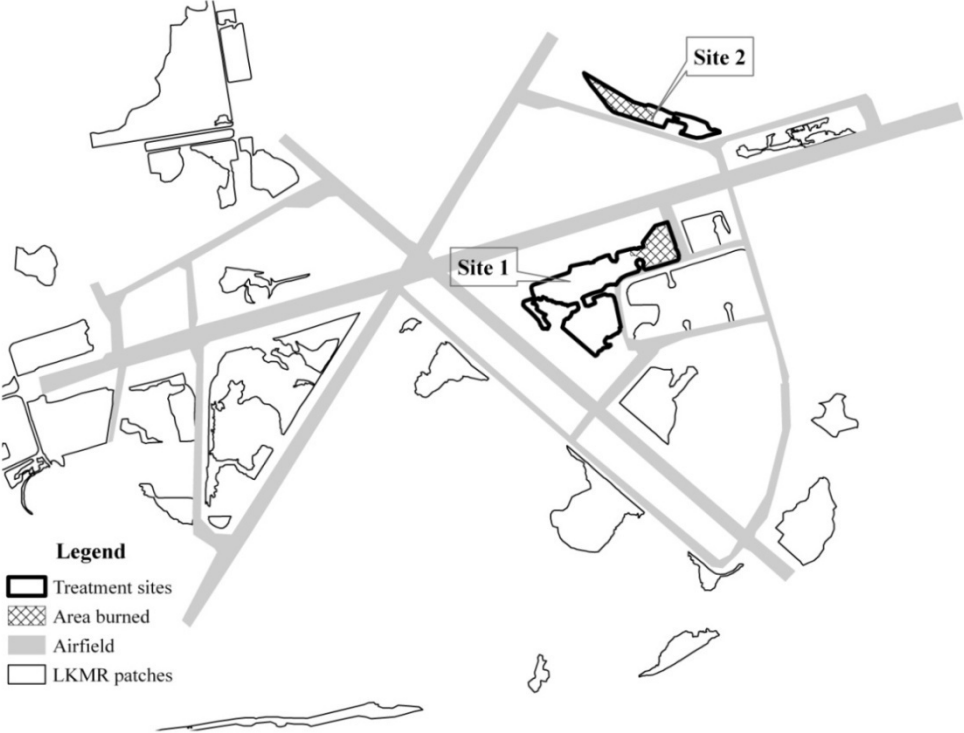 Site 2
Site 1
Legend
Treatment sites
Area burned
Airfield
LKMR patches